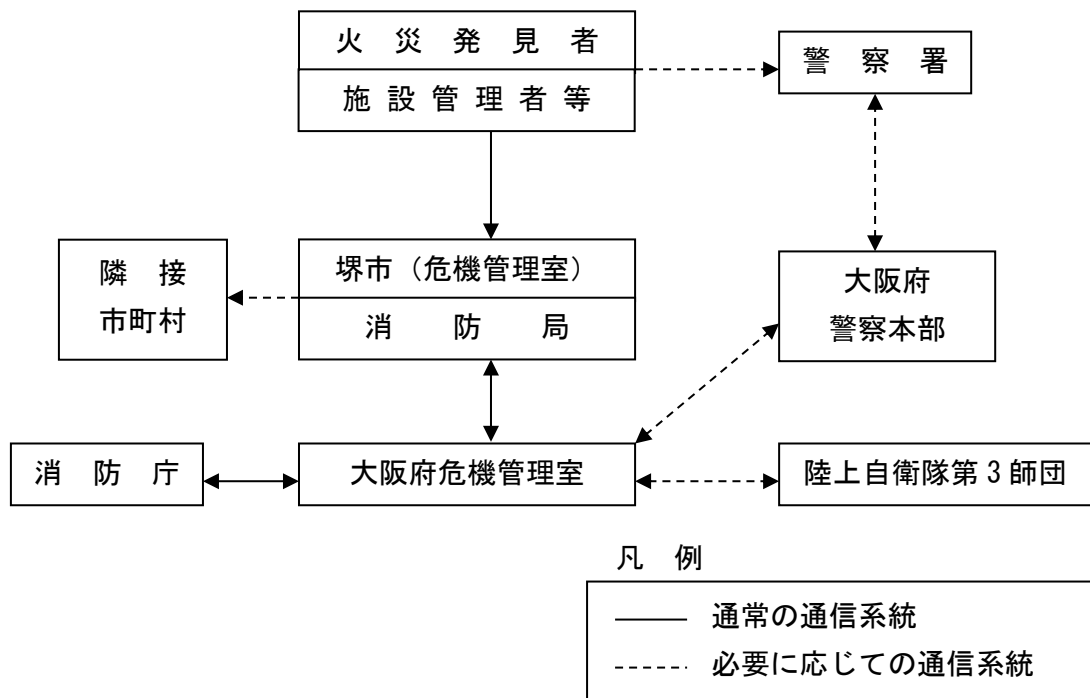 火 災 発 見 者
施 設 管 理 者 等
警 察 署
隣 接
市町村
堺市（危機管理室）
消 防 局
大阪府
警察本部
消 防 庁
大阪府危機管理室
陸上自衛隊第３師団
凡 例
通常の通信系統
必要に応じての通信系統